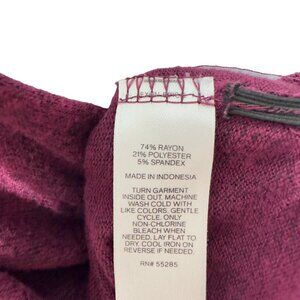 74% RAYON
21% POLYESTER
5% SPANDEX
MADE IN INDONESIA
TURN GARMENT
INSIDE OUT. MACHINE
WASH COLD WITH
LIKE COLORS, GENTLE
CYCLE. ONLY
NON-CHLORINE
BLEACH WHEN
NEEDED. LAY FLAT TO
DRY. COOL IRON ON
REVERSE IF NEEDED.
RN# 55285